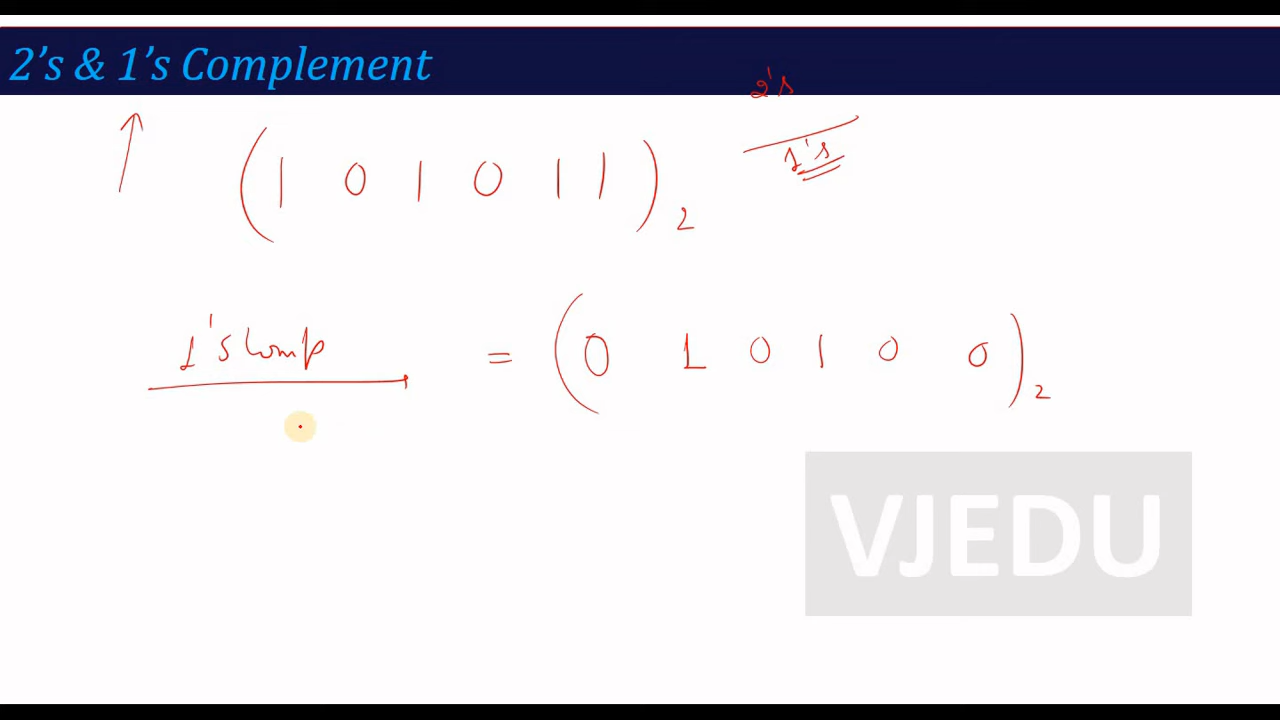 2's & 1's Complement
2's
1's
(1 0 1 0 1 1)2
1's Comp = (0 1 0 1 0 0)2
VJEDU